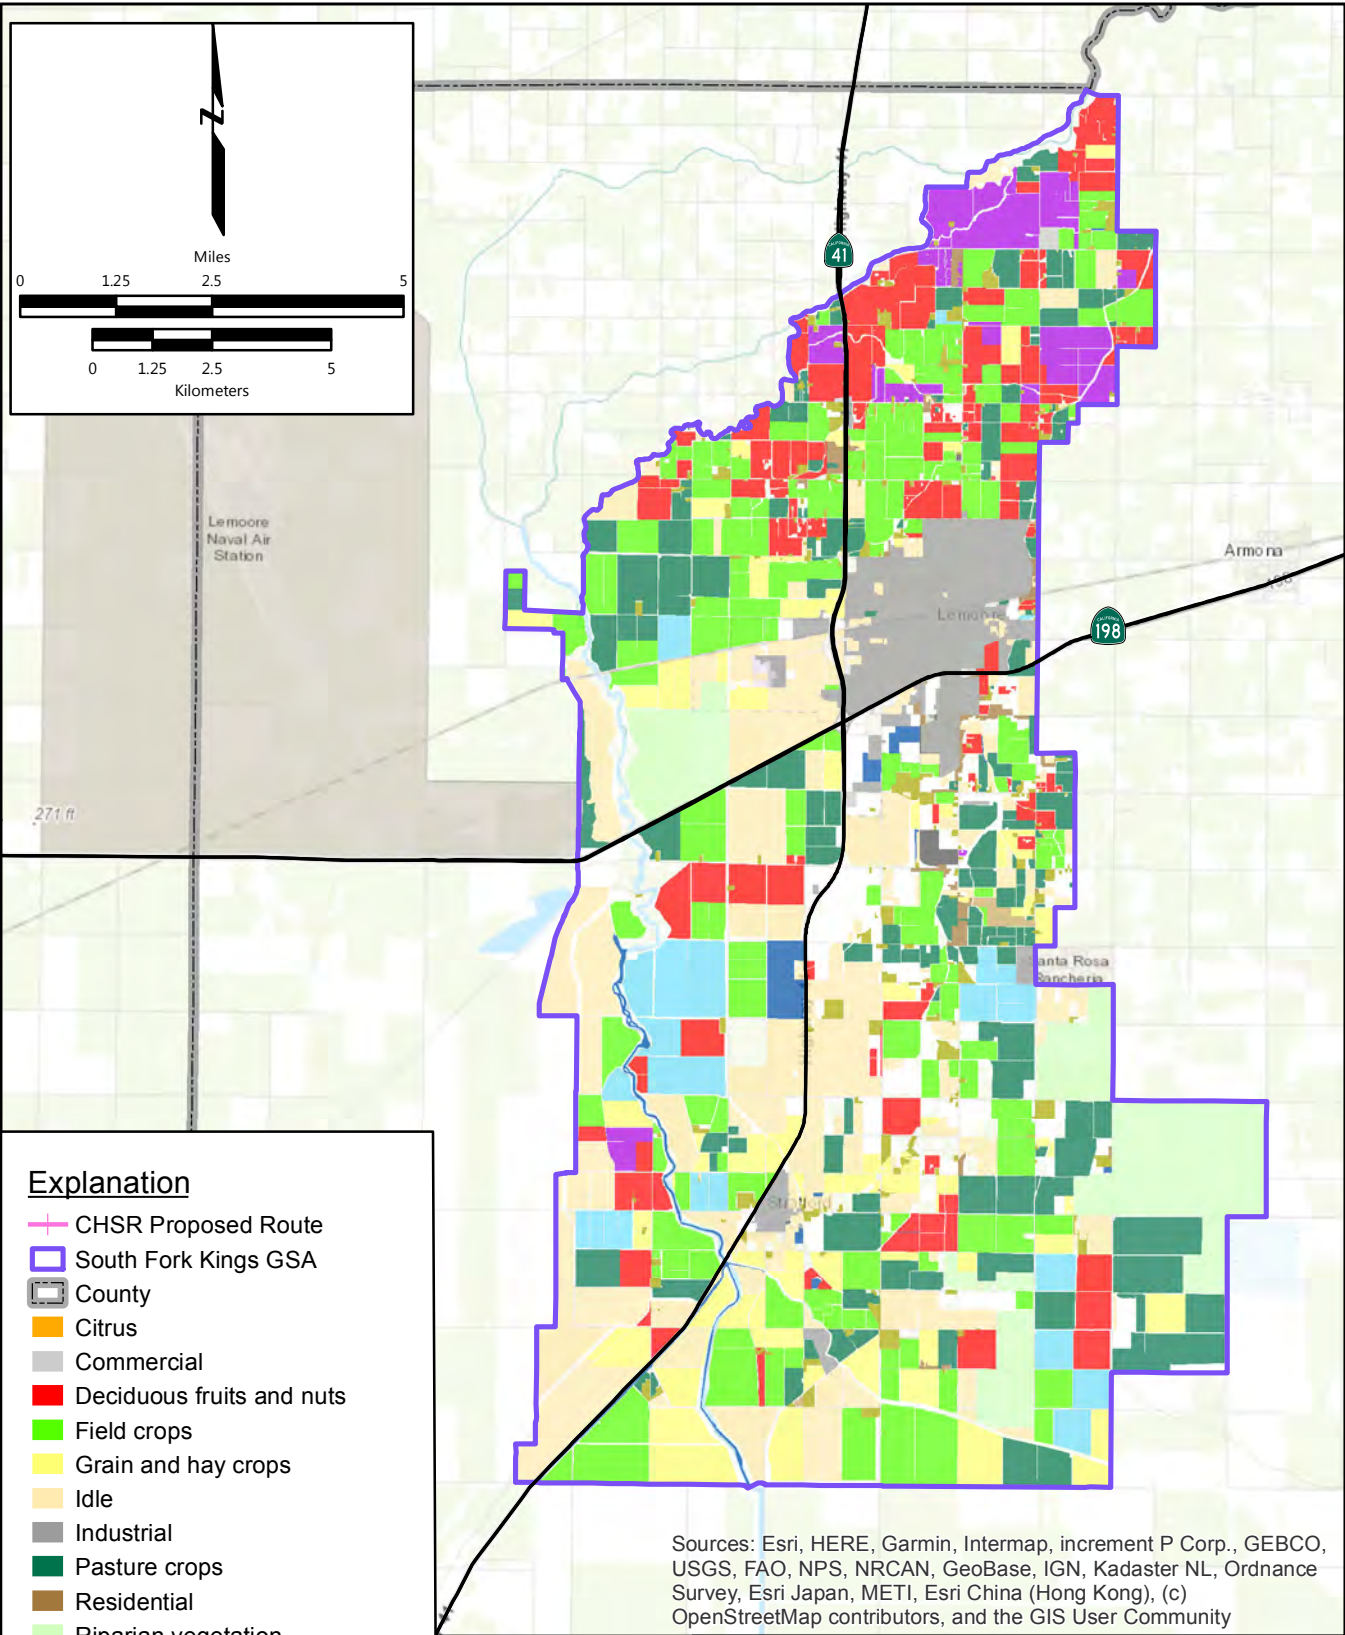 N
Miles
0 1.25 2.5 5
0 1.25 2.5 5
Kilometers
CALIFORNIA
41
Lemoore
Naval Air
Station
Armona
Lemoore
CALIFORNIA
198
271 ft
Santa Rosa
Rancheria
Stratford
Explanation
CHSR Proposed Route
South Fork Kings GSA
County
Citrus
Commercial
Deciduous fruits and nuts
Field crops
Grain and hay crops
Idle
Industrial
Pasture crops
Residential
Riparian vegetation
Sources: Esri, HERE, Garmin, Intermap, increment P Corp., GEBCO,
USGS, FAO, NPS, NRCAN, GeoBase, IGN, Kadaster NL, Ordnance
Survey, Esri Japan, METI, Esri China (Hong Kong), (c)
OpenStreetMap contributors, and the GIS User Community